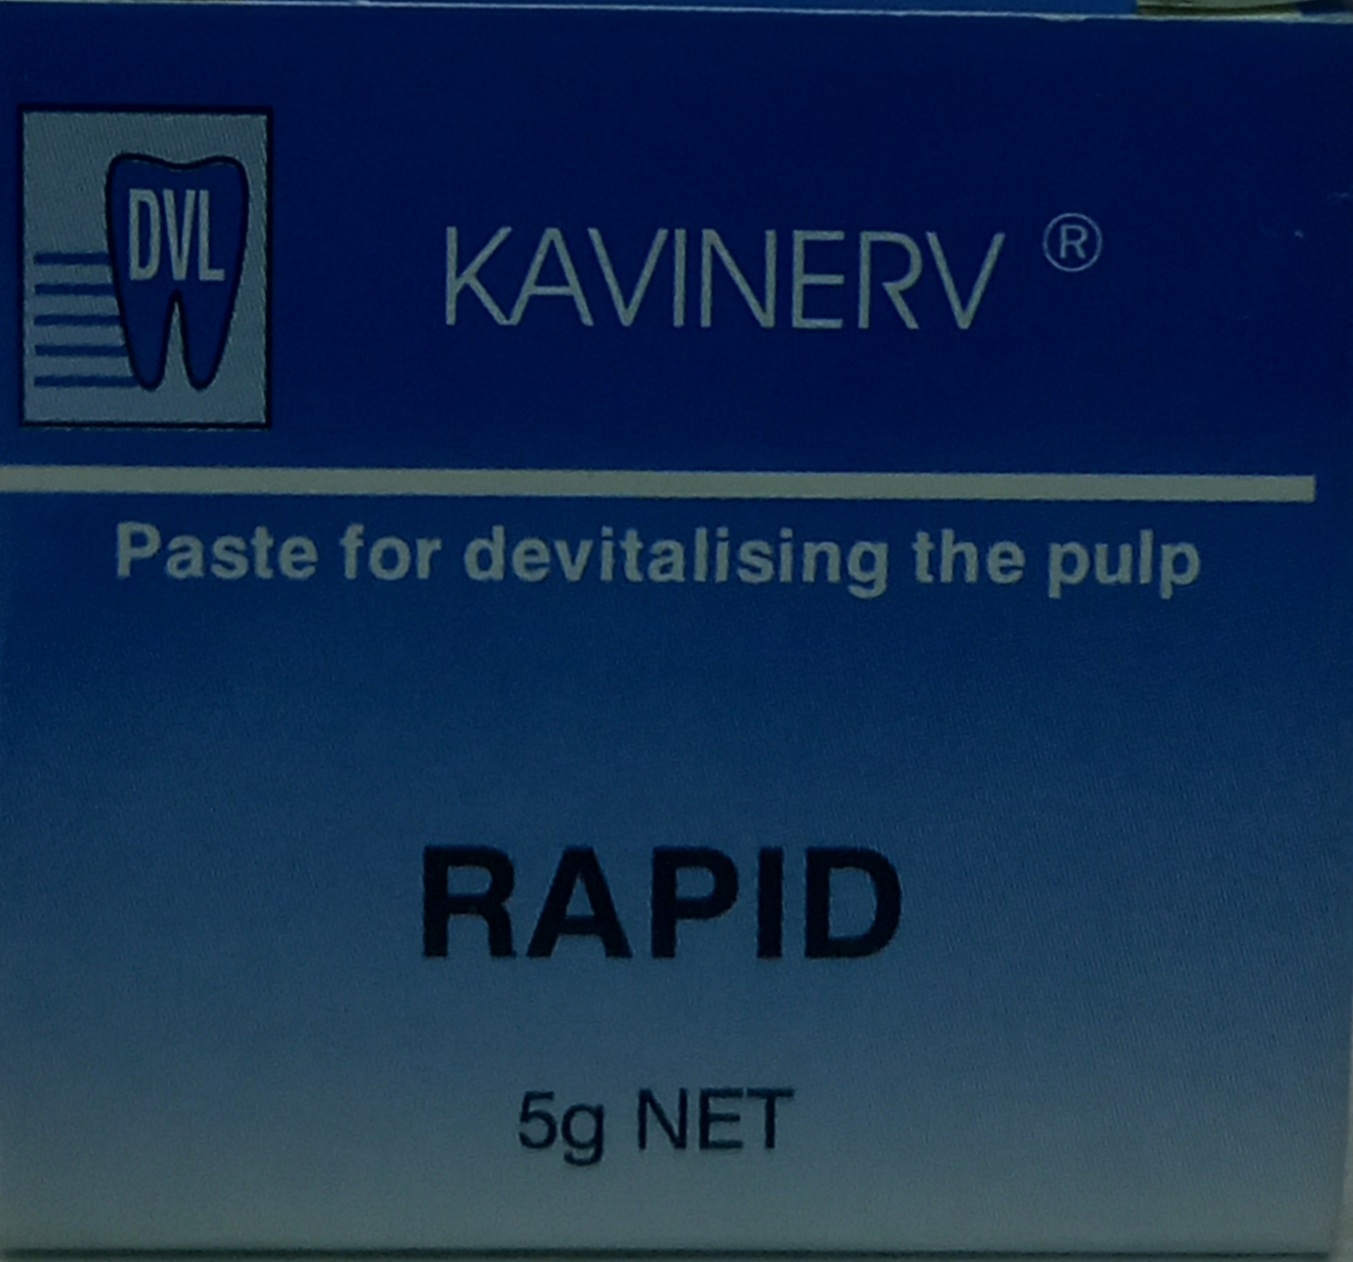 DVL
KAVINERV ®
Paste for devitalising the pulp
RAPID
5g NET